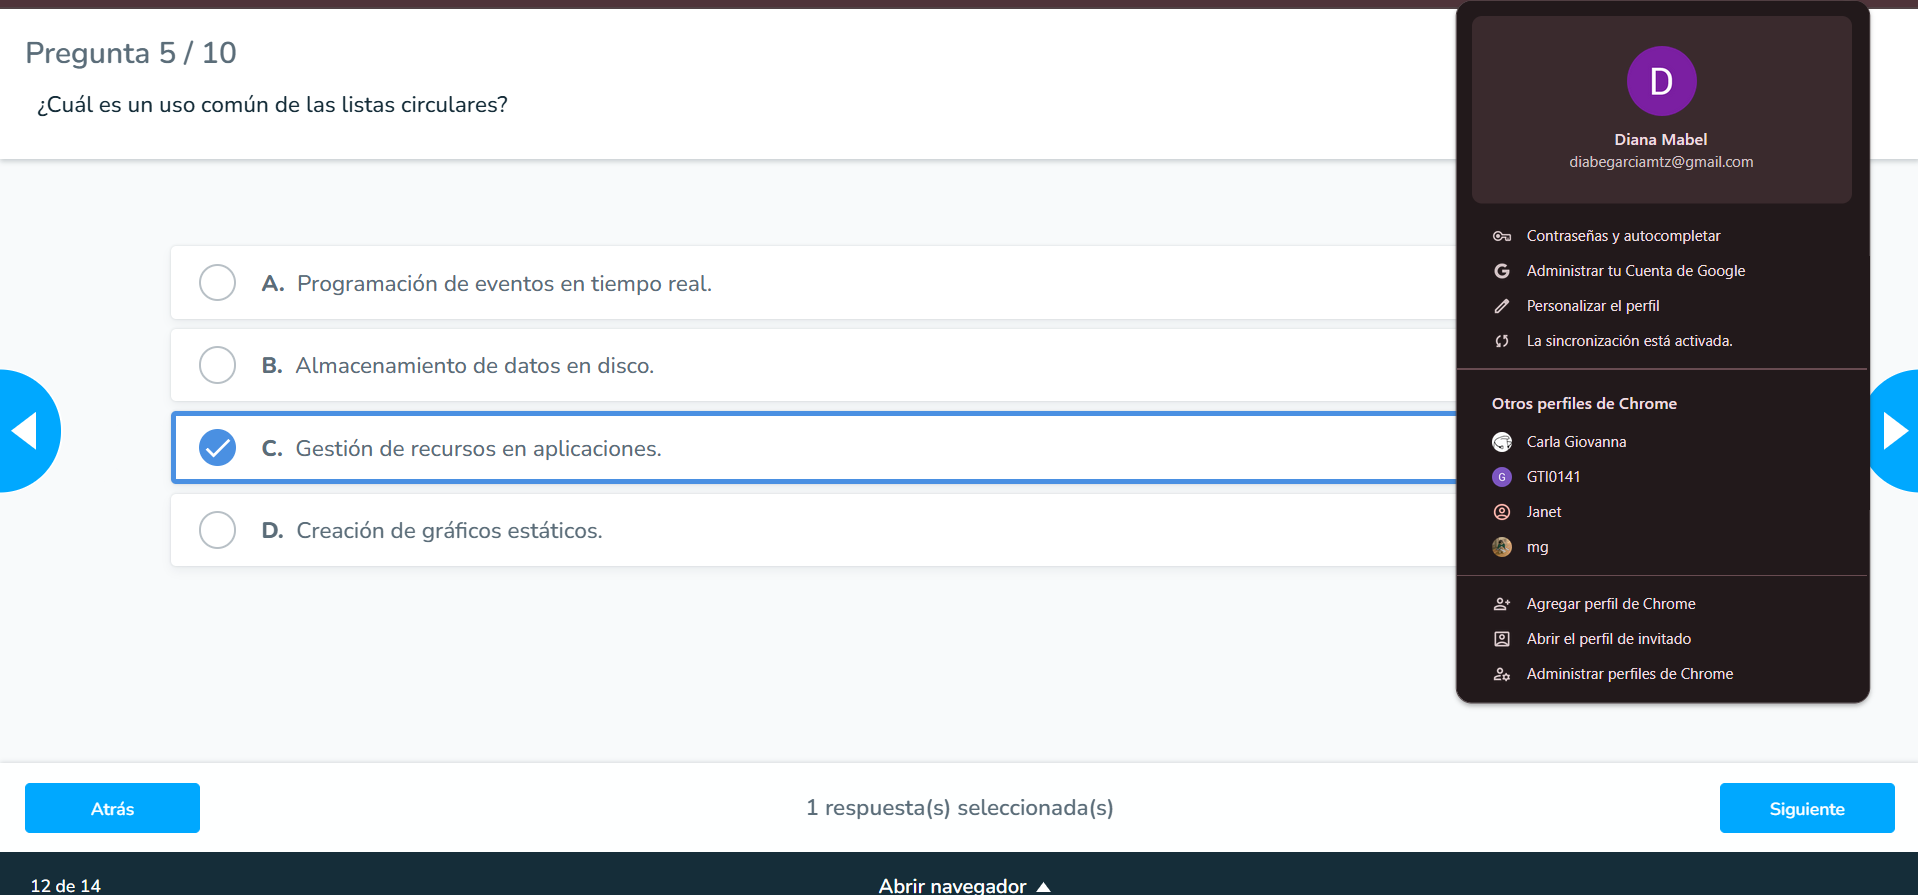 Pregunta 5 / 10
¿Cuál es un uso común de las listas circulares?
A. Programación de eventos en tiempo real.
B. Almacenamiento de datos en disco.
C. Gestión de recursos en aplicaciones.
D. Creación de gráficos estáticos.
D
Diana Mabel
diabegarciamtz@gmail.com
Contraseñas y autocompletar
G Administrar tu Cuenta de Google
Personalizar el perfil
La sincronización está activada.
Otros perfiles de Chrome
Carla Giovanna
G GTI0141
Janet
mg
Agregar perfil de Chrome
Abrir el perfil de invitado
Administrar perfiles de Chrome
Atrás
1 respuesta(s) seleccionada(s)
Siguiente
12 de 14
Abrir navegador